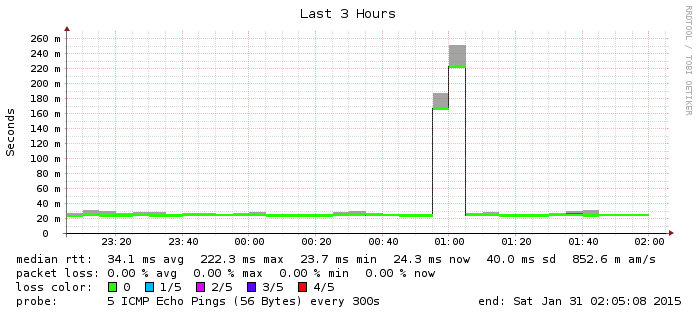 Last 3 Hours
RRDTOOL / TOBI OETIKER
Seconds
260 m
240 m
220 m
200 m
180 m
160 m
140 m
120 m
100 m
80 m
60 m
40 m
20 m
0
23:20 23:40 00:00 00:20 00:40 01:00 01:20 01:40 02:00
median rtt: 34.1 ms avg 222.3 ms max 23.7 ms min 24.3 ms now 40.0 ms sd 852.6 m am/s
packet loss: 0.00 % avg 0.00 % max 0.00 % min 0.00 % now
loss color: 0 1/5 2/5 3/5 4/5
probe: 5 ICMP Echo Pings (56 Bytes) every 300s end: Sat Jan 31 02:05:08 2015